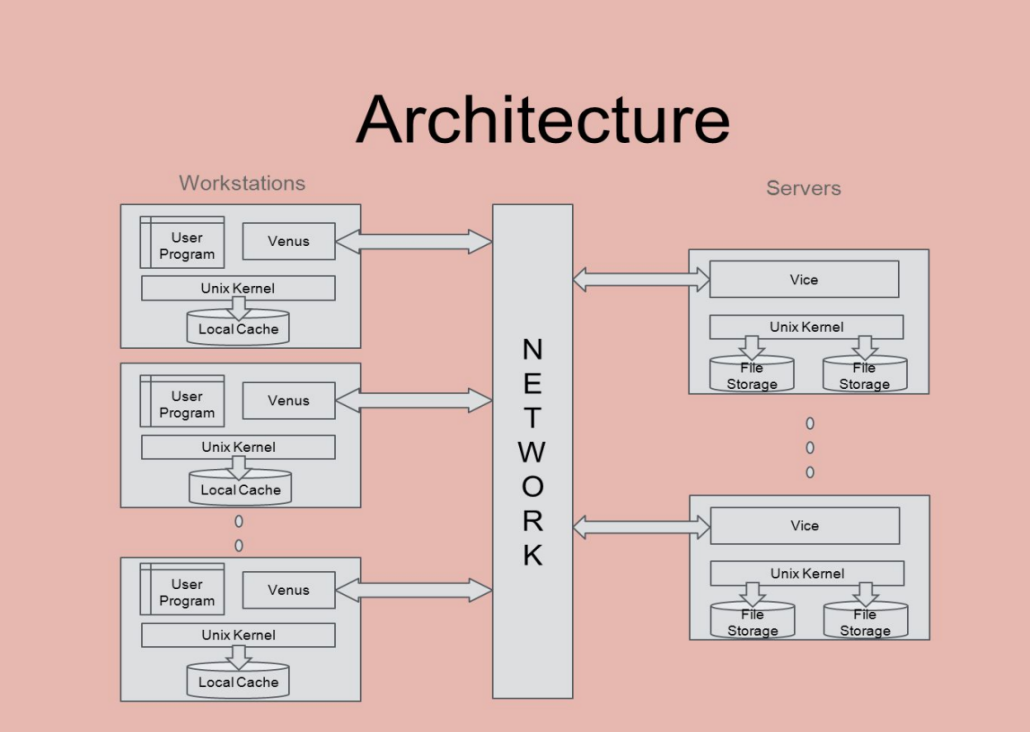 Architecture
Workstations
Servers
User
Program
Venus
Unix Kernel
Local Cache
User
Program
Venus
Unix Kernel
Local Cache
User
Program
Venus
Unix Kernel
Local Cache
N
E
T
W
O
R
K
Vice
Unix Kernel
File
Storage
File
Storage
Vice
Unix Kernel
File
Storage
File
Storage